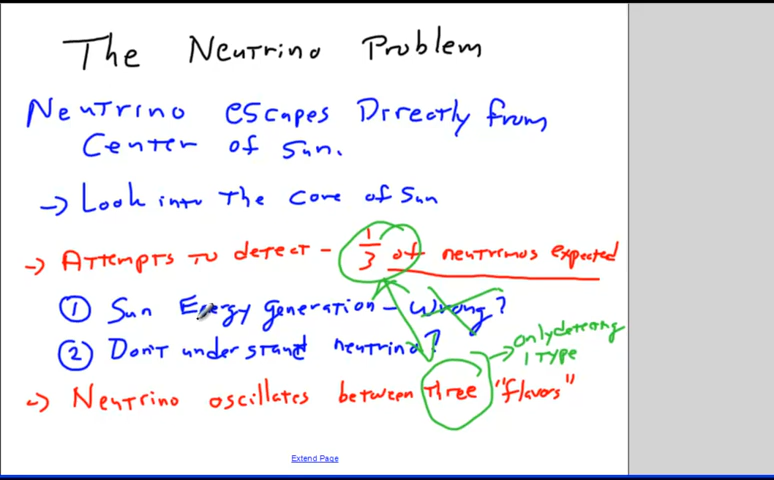 The Neutrino Problem
Neutrino escapes Directly from
Center of Sun.
→ Look into The core of Sun
→ Attempts to detect - 1/3 of neutrinos expected
① Sun Energy generation - Wrong?
② Don't understand neutrino?
only detecting
1 Type
→ Neutrino oscillates between three "flavors"
Extend Page